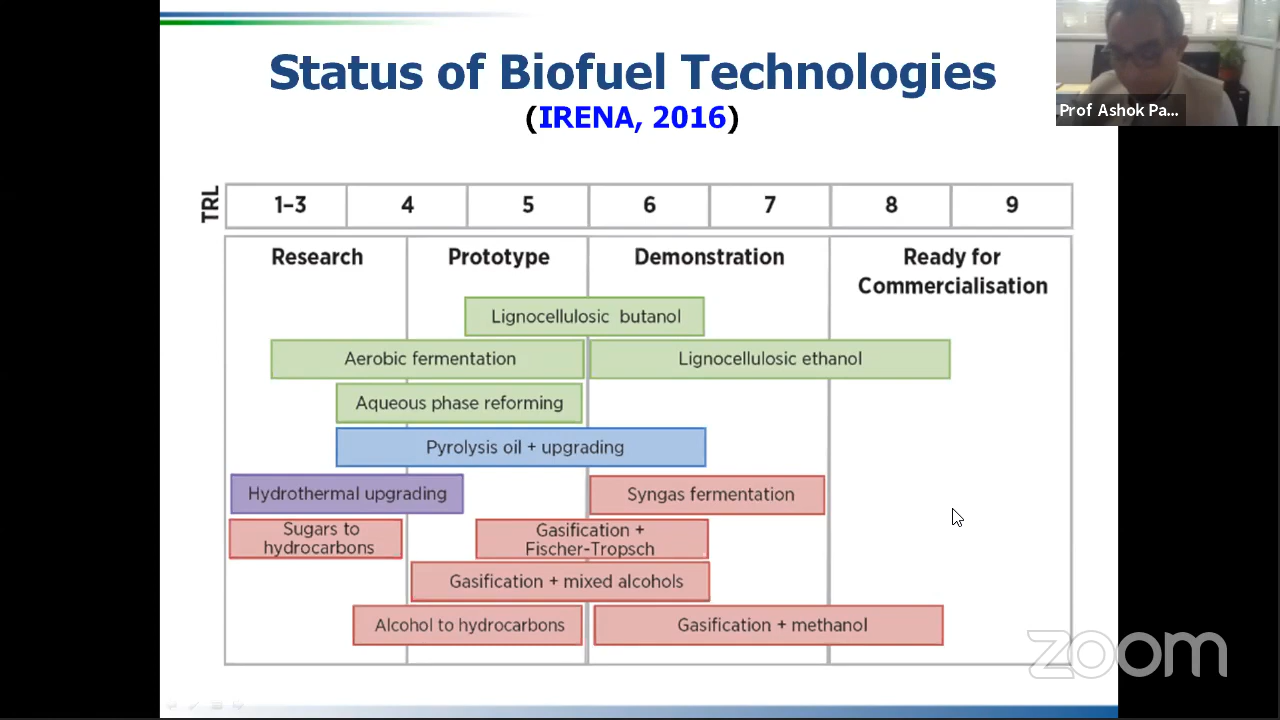 Status of Biofuel Technologies
(IRENA, 2016)
Prof Ashok Pa...
TRL
1–3 4 5 6 7 8 9
Research Prototype Demonstration Ready for
Commercialisation
Lignocellulosic butanol
Aerobic fermentation Lignocellulosic ethanol
Aqueous phase reforming
Pyrolysis oil + upgrading
Hydrothermal upgrading Syngas fermentation
Sugars to
hydrocarbons
Gasification +
Fischer-Tropsch
Gasification + mixed alcohols
Alcohol to hydrocarbons Gasification + methanol
zoom